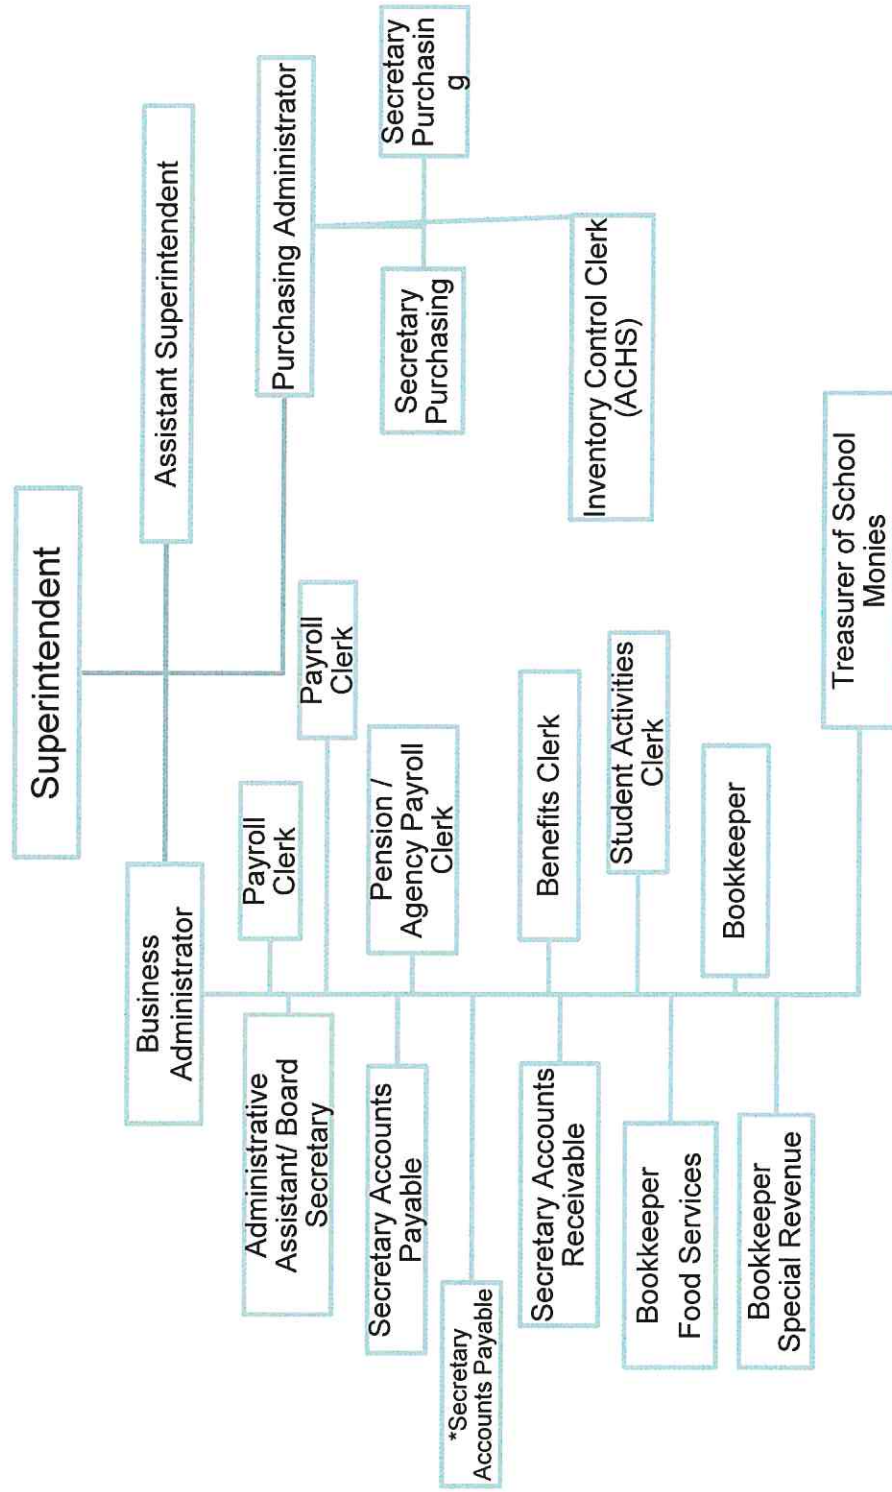 Superintendent
Business
Administrator
Assistant Superintendent
Purchasing Administrator
Administrative
Assistant/ Board
Secretary
Payroll
Clerk
Payroll
Clerk
Secretary Accounts
Payable
Pension /
Agency Payroll
Clerk
*Secretary
Accounts Payable
Secretary Accounts
Receivable
Benefits Clerk
Student Activities
Clerk
Bookkeeper
Food Services
Bookkeeper
Bookkeeper
Special Revenue
Treasurer of School
Monies
Secretary
Purchasing
Secretary
Purchasin
g
Inventory Control Clerk
(ACHS)